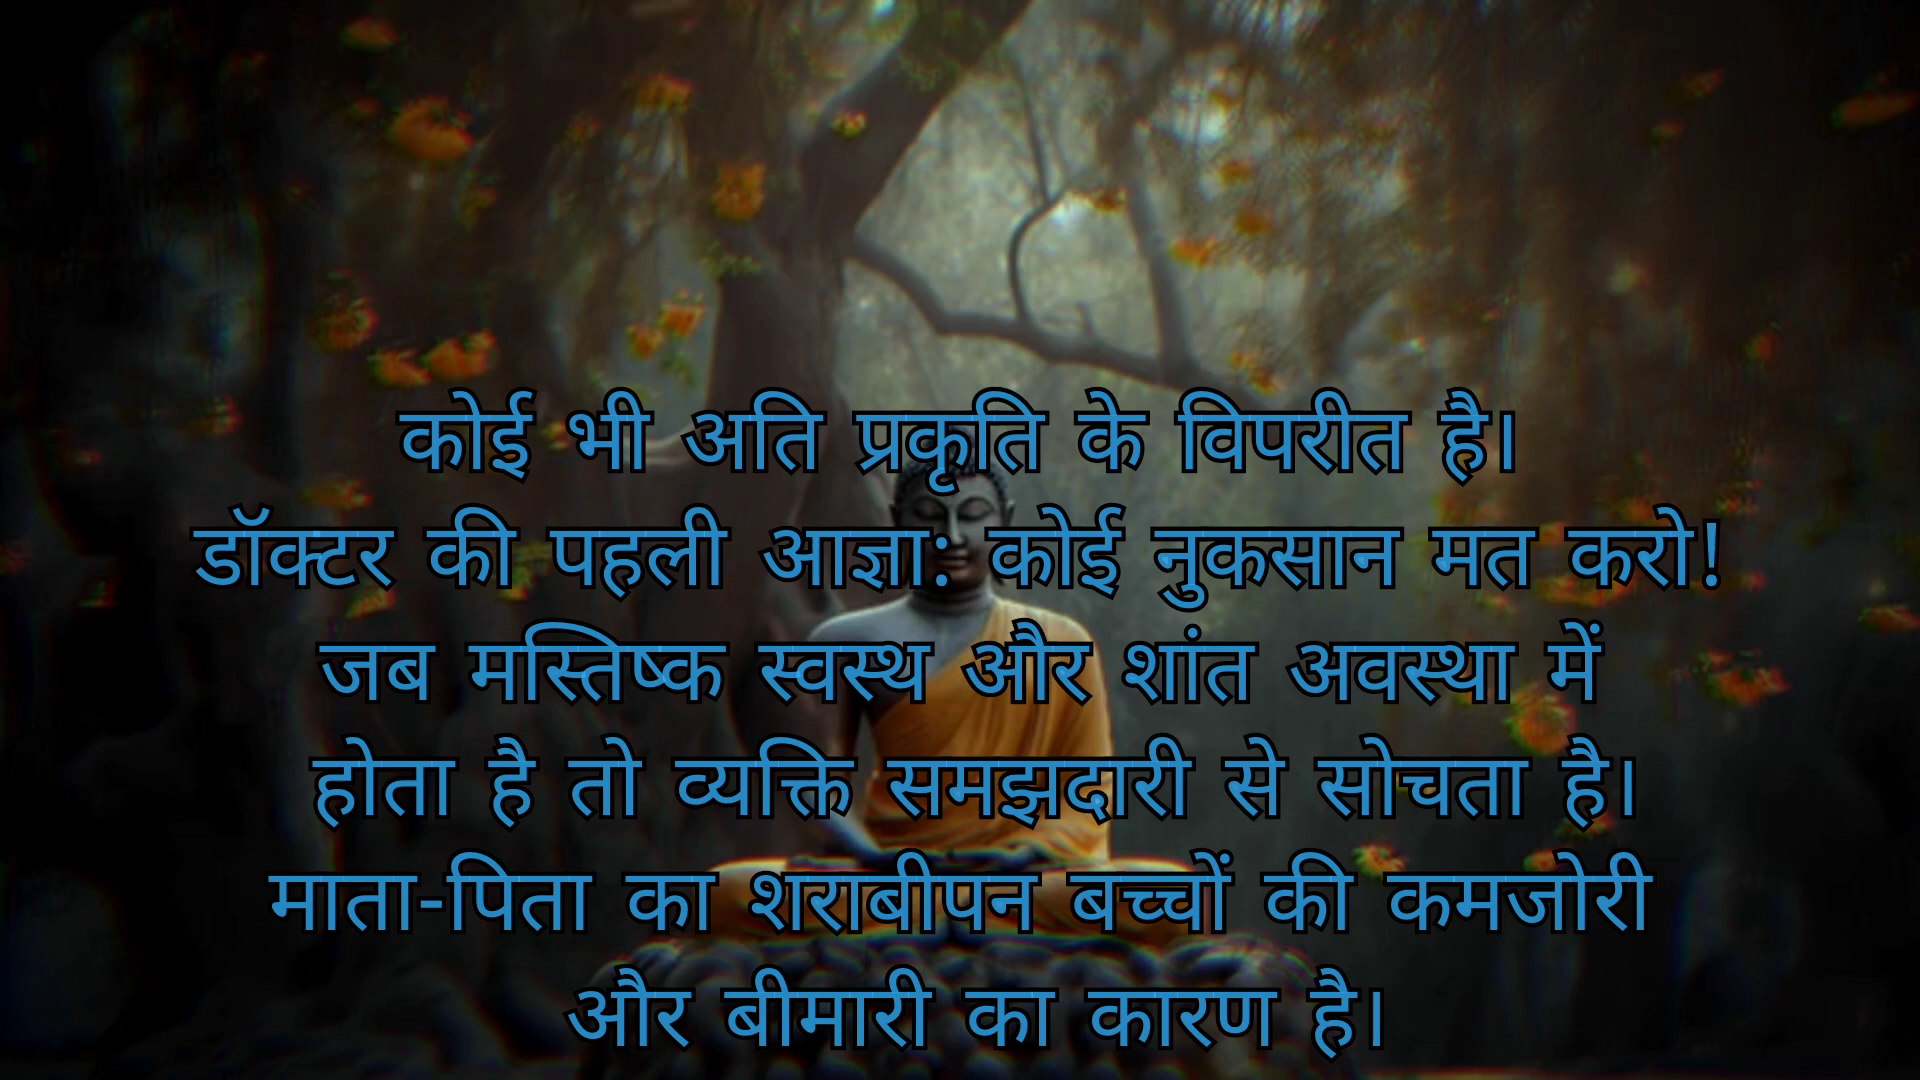 कोई भी अति प्रकृति के विपरीत है।
डॉक्टर की पहली आज्ञा: कोई नुकसान मत करो!
जब मस्तिष्क स्वस्थ और शांत अवस्था में
होता है तो व्यक्ति समझदारी से सोचता है।
माता-पिता का शराबीपन बच्चों की कमजोरी
और बीमारी का कारण है।